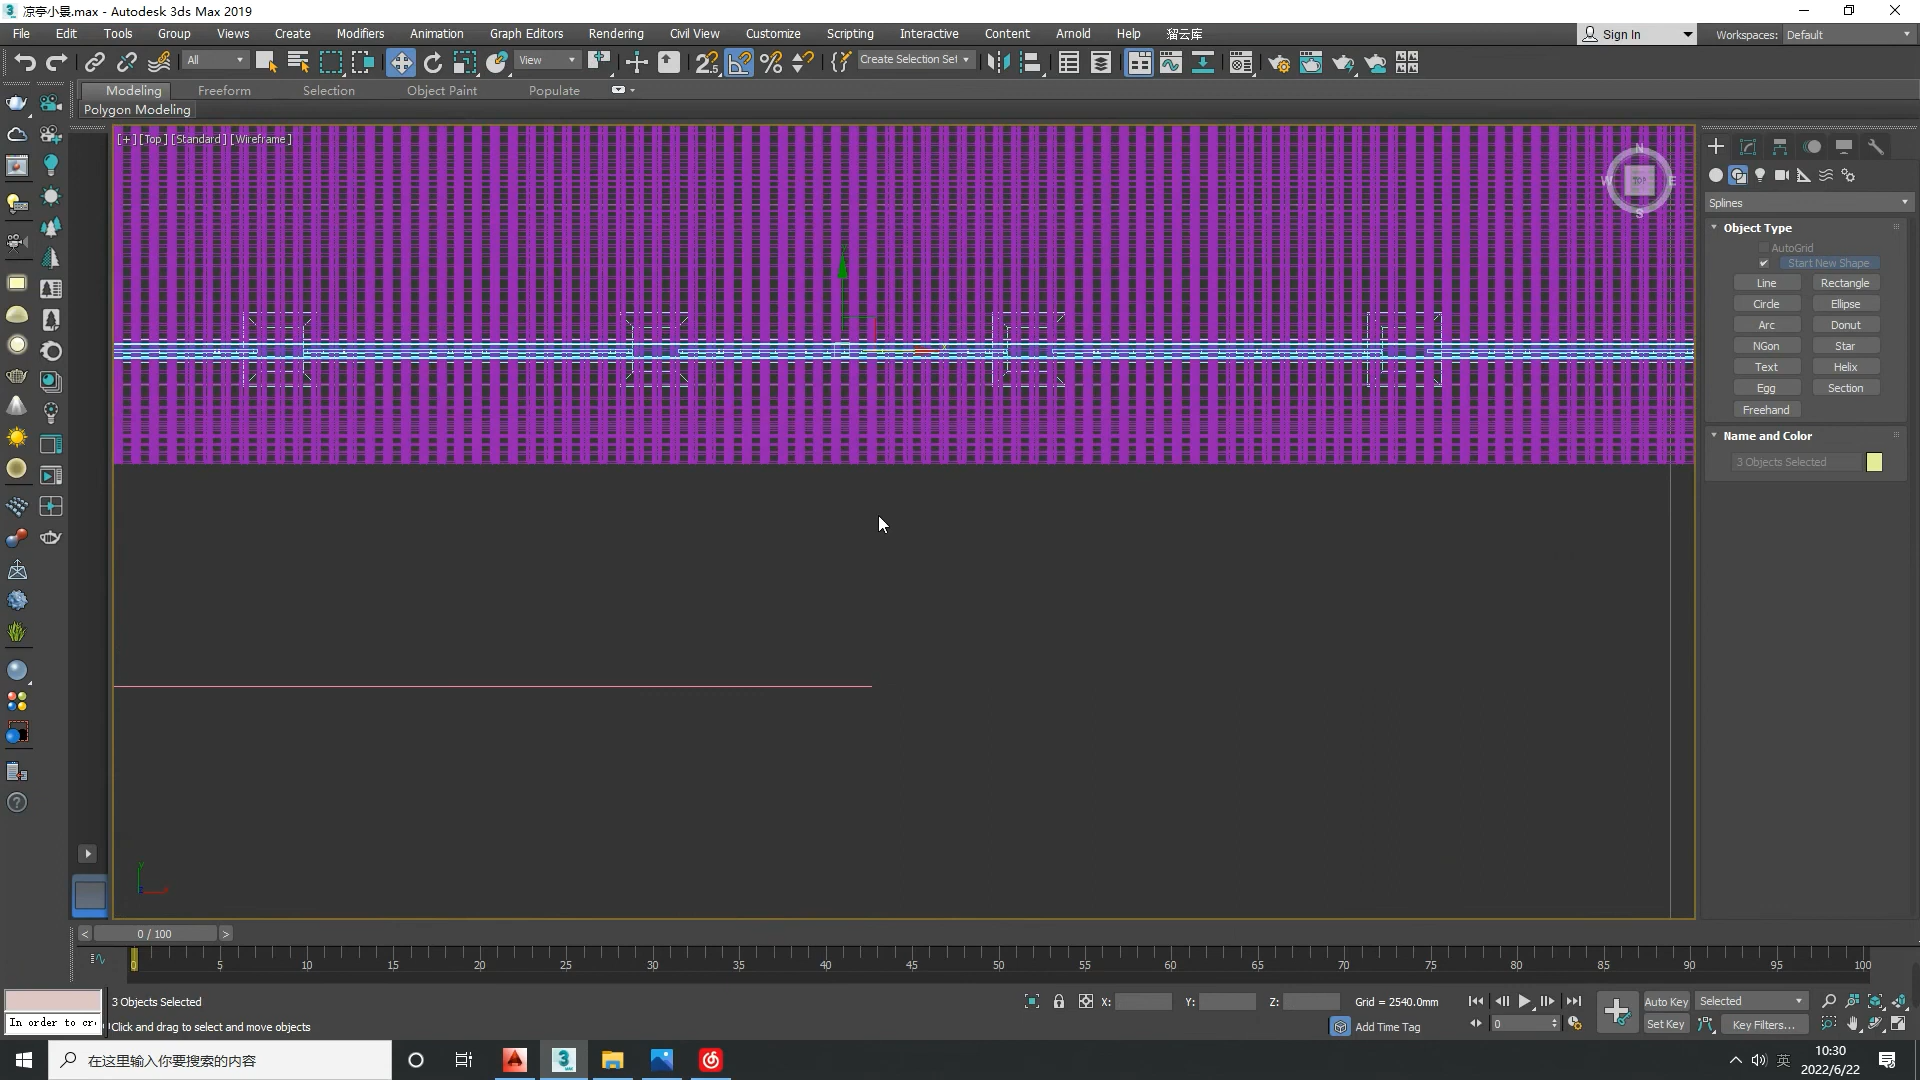 凉亭小景.max - Autodesk 3ds Max 2019
File Edit Tools Group Views Create Modifiers Animation Graph Editors Rendering Civil View Customize Scripting Interactive Content Arnold Help 溜云库
Sign In
Workspaces: Default
All
View
Create Selection Set
Modeling Freeform Selection Object Paint Populate
Polygon Modeling
[+] [Top] [Standard] [Wireframe]
N
W TOP E
S
x
Splines
Object Type
AutoGrid
Start New Shape
Line Rectangle
Circle Ellipse
Arc Donut
NGon Star
Text Helix
Egg Section
Freehand
Name and Color
3 Objects Selected
< 0 / 100 >
0 5 10 15 20 25 30 35 40 45 50 55 60 65 70 75 80 85 90 95 100
3 Objects Selected
X: Y: Z: Grid = 2540.0mm
Auto Key Selected
In order to cr
Click and drag to select and move objects
Add Time Tag
0
Set Key Key Filters...
在这里输入你要搜索的内容
英
10:30
2022/6/22